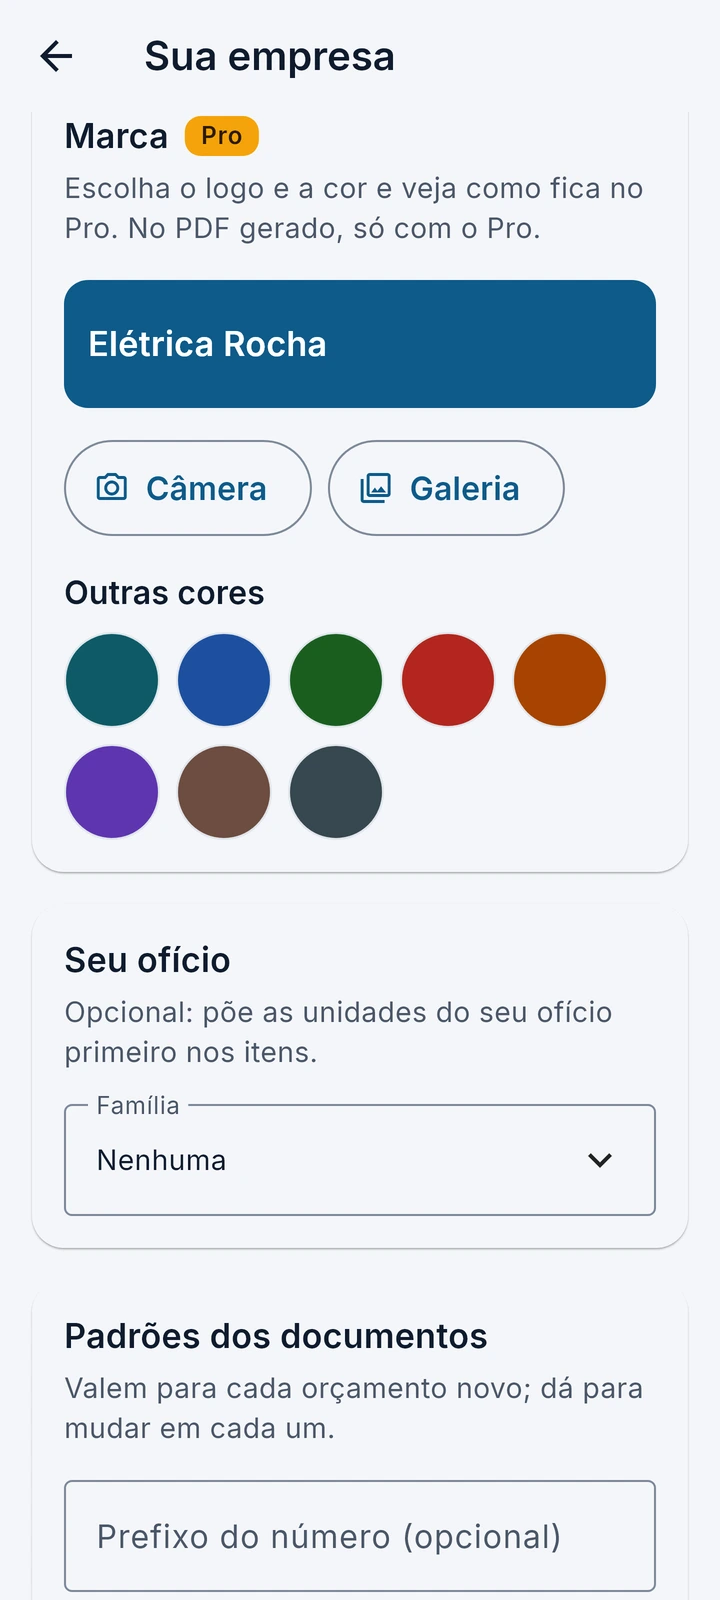 Sua empresa
Marca Pro
Escolha o logo e a cor e veja como fica no
Pro. No PDF gerado, só com o Pro.
Elétrica Rocha
Câmera Galeria
Outras cores
Seu ofício
Opcional: põe as unidades do seu ofício
primeiro nos itens.
Família
Nenhuma
Padrões dos documentos
Valem para cada orçamento novo; dá para
mudar em cada um.
Prefixo do número (opcional)